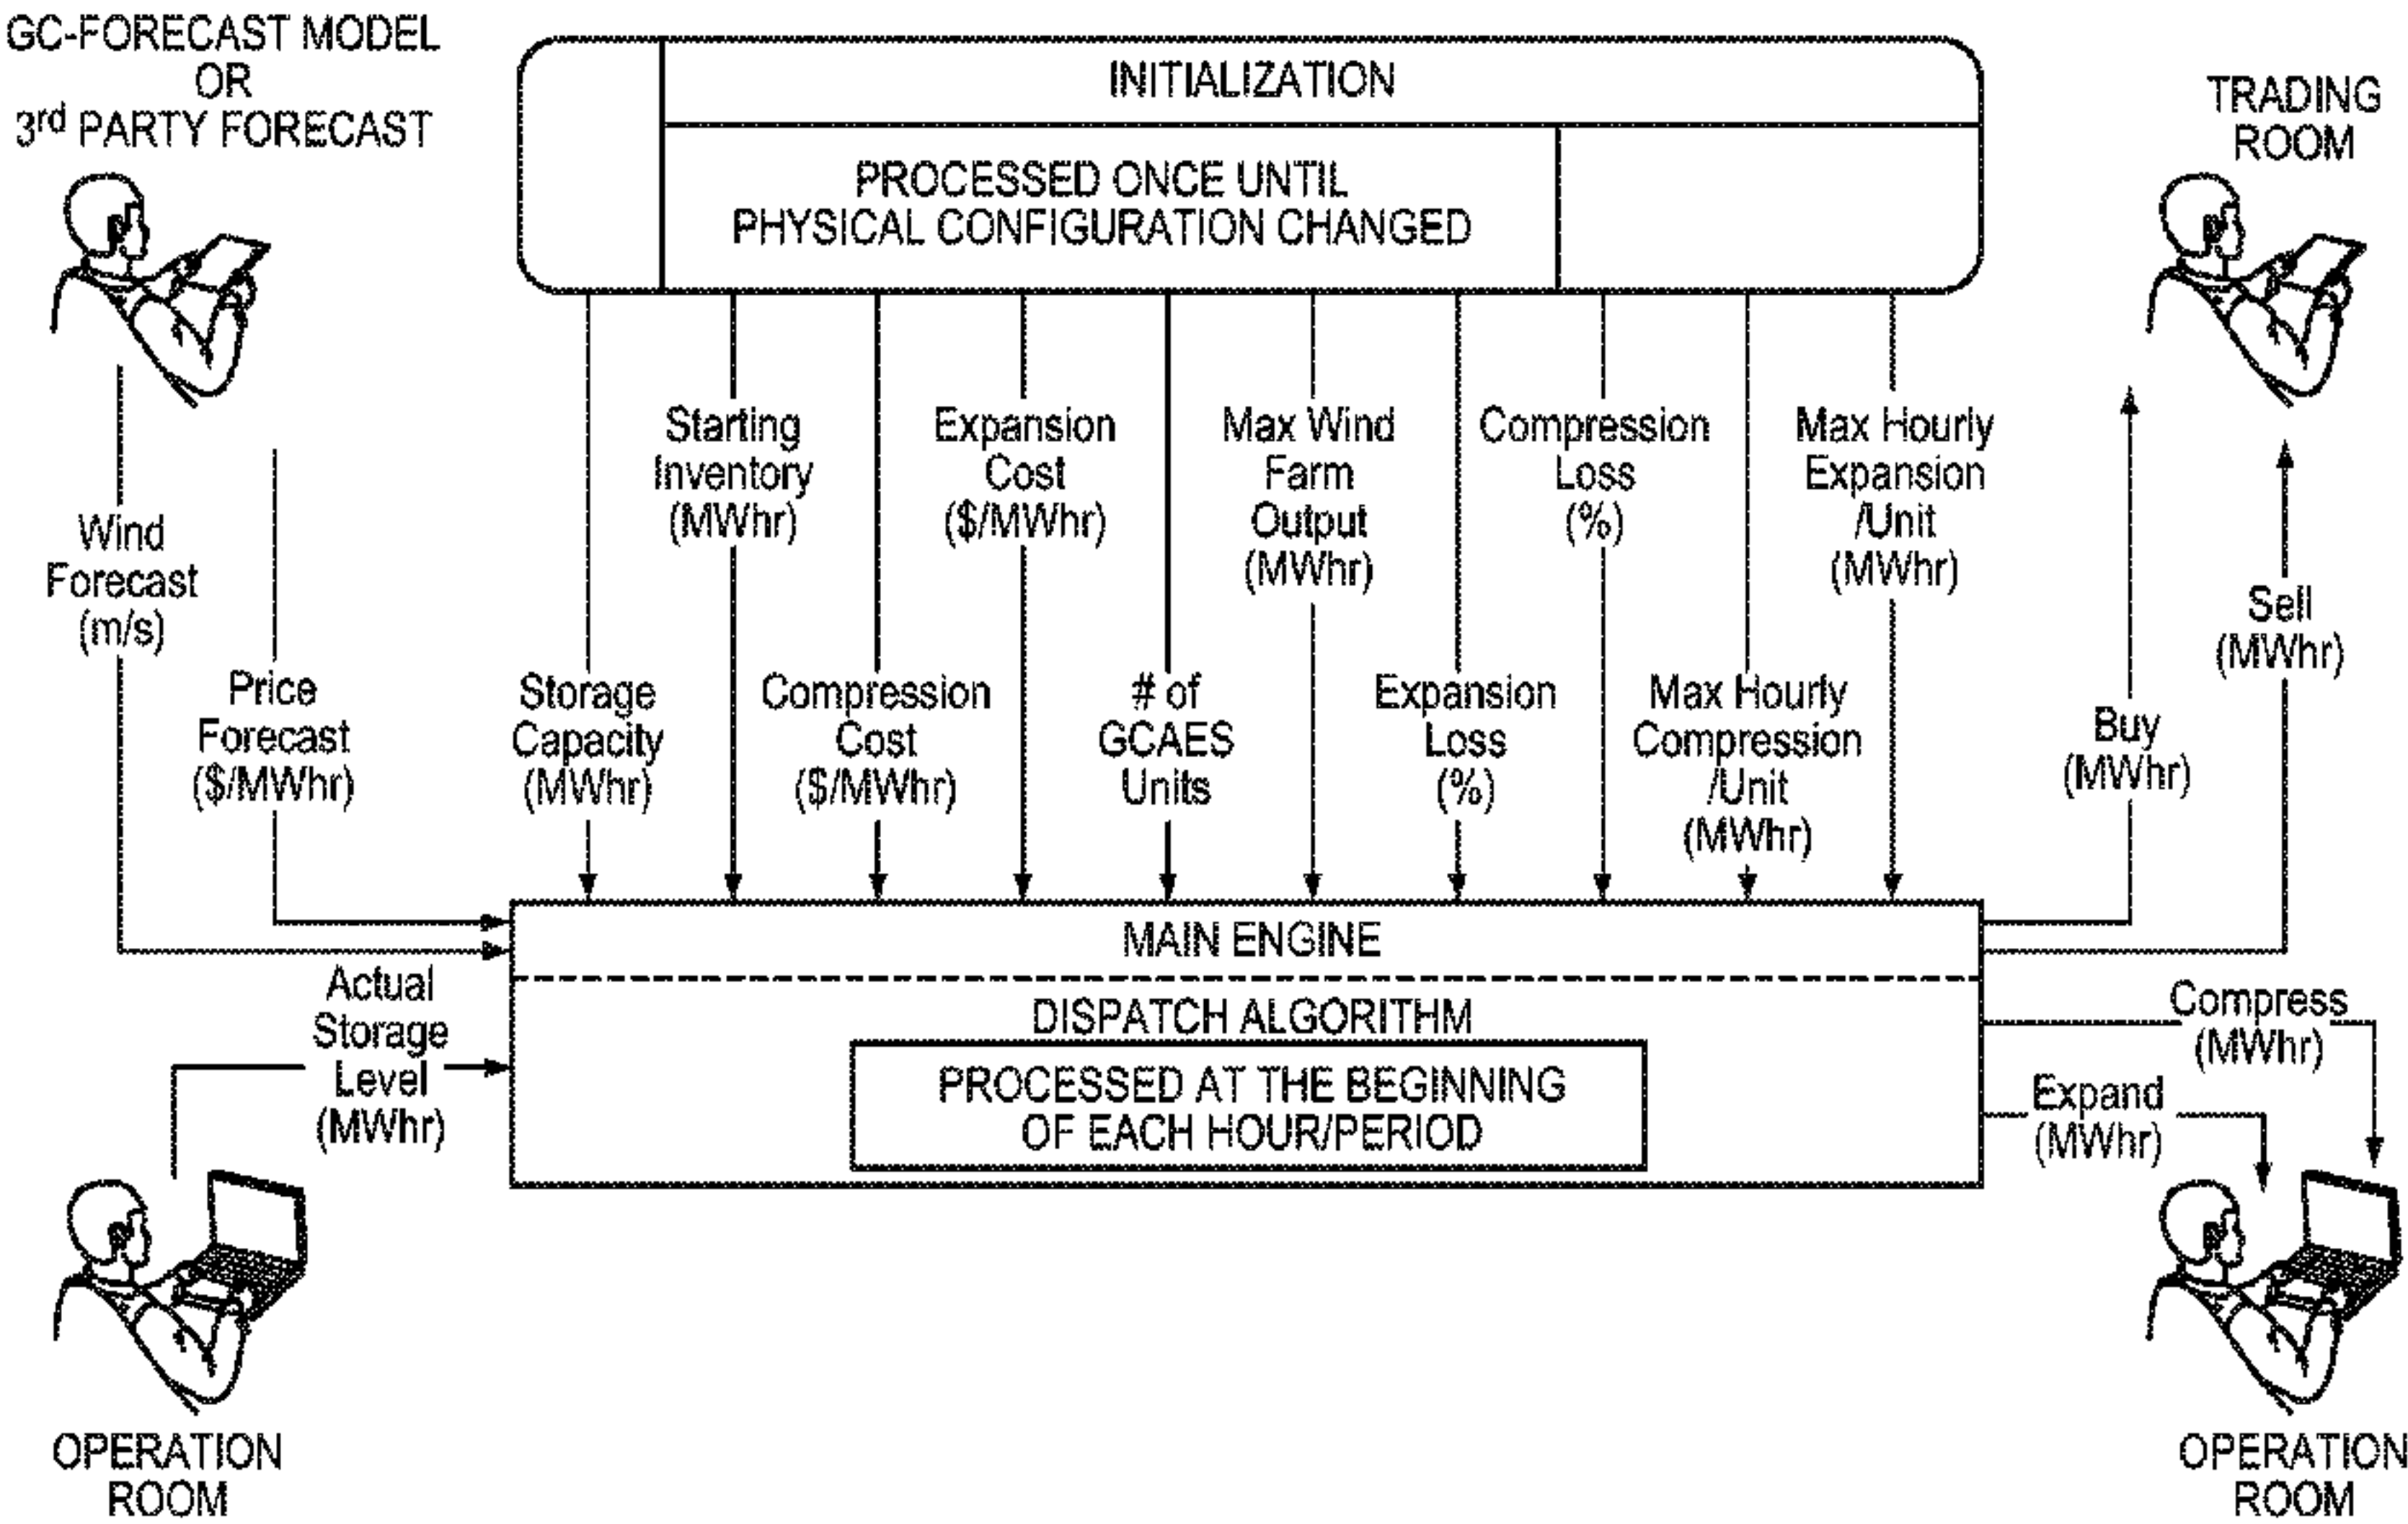 GC-FORECAST MODEL
OR
3rd PARTY FORECAST
INITIALIZATION
PROCESSED ONCE UNTIL
PHYSICAL CONFIGURATION CHANGED
TRADING
ROOM
Wind
Forecast
(m/s)
Price
Forecast
($/MWhr)
Storage
Capacity
(MWhr)
Starting
Inventory
(MWhr)
Compression
Cost
($/MWhr)
Expansion
Cost
($/MWhr)
# of
GCAES
Units
Max Wind
Farm
Output
(MWhr)
Expansion
Loss
(%)
Compression
Loss
(%)
Max Hourly
Compression
/Unit
(MWhr)
Max Hourly
Expansion
/Unit
(MWhr)
Buy
(MWhr)
Sell
(MWhr)
MAIN ENGINE
DISPATCH ALGORITHM
PROCESSED AT THE BEGINNING
OF EACH HOUR/PERIOD
Actual
Storage
Level
(MWhr)
Compress
(MWhr)
Expand
(MWhr)
OPERATION
ROOM
OPERATION
ROOM